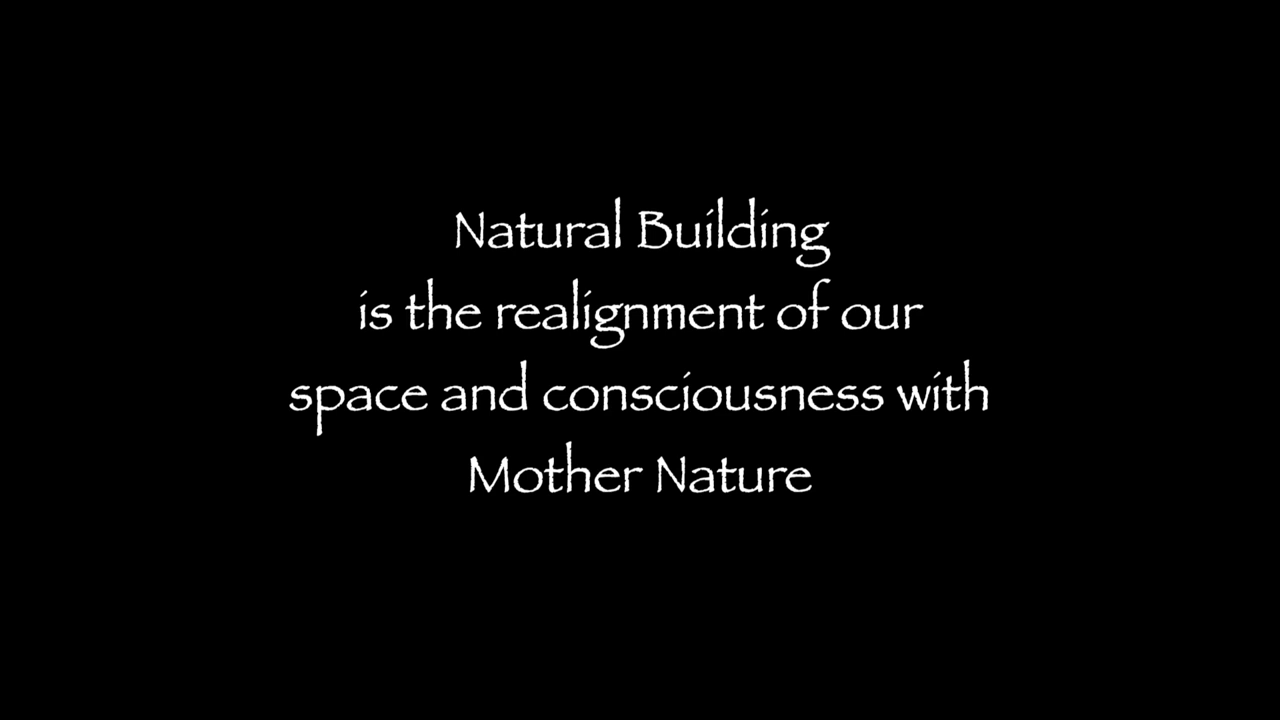 Natural Building
is the realignment of our
space and consciousness with
Mother Nature